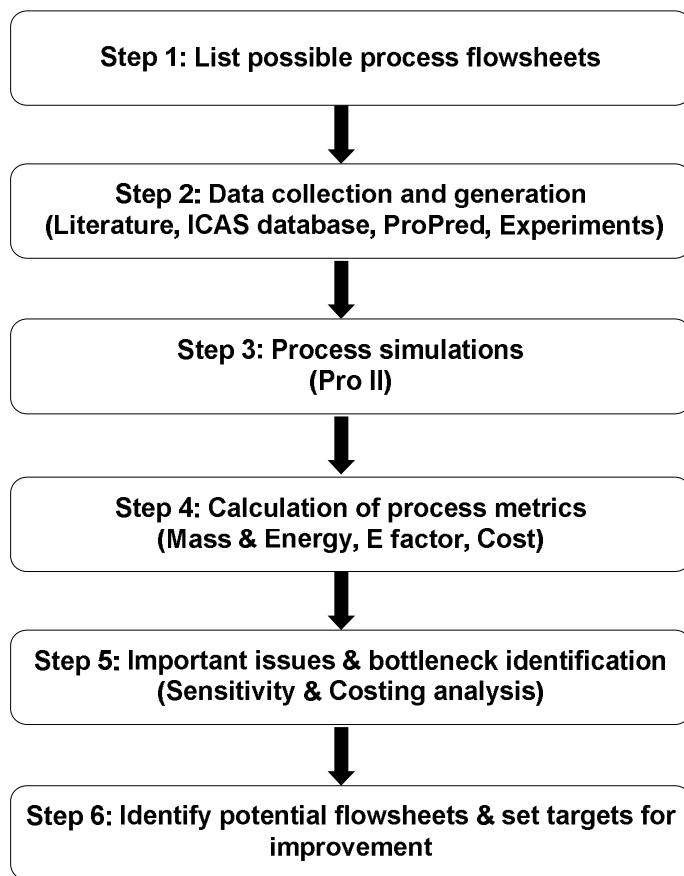 Step 1: List possible process flowsheets
Step 2: Data collection and generation
(Literature, ICAS database, ProPred, Experiments)
Step 3: Process simulations
(Pro II)
Step 4: Calculation of process metrics
(Mass & Energy, E factor, Cost)
Step 5: Important issues & bottleneck identification
(Sensitivity & Costing analysis)
Step 6: Identify potential flowsheets & set targets for
improvement